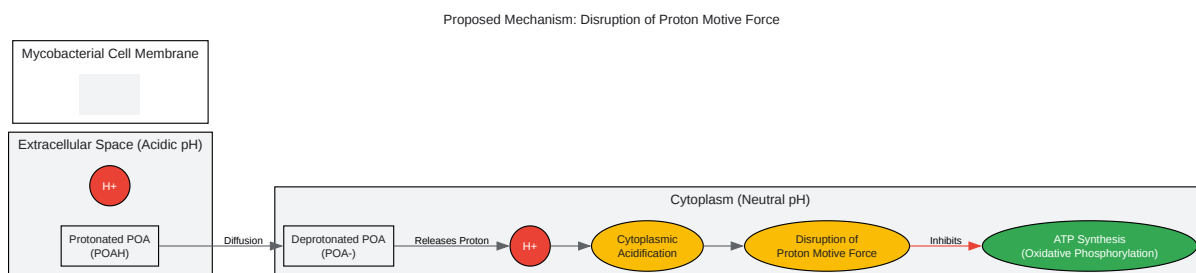 Proposed Mechanism: Disruption of Proton Motive Force
Mycobacterial Cell Membrane
Extracellular Space (Acidic pH)
H+
Protonated POA
(POAH)
Diffusion
Cytoplasm (Neutral pH)
Deprotonated POA
(POA-)
Releases Proton
H+
Cytoplasmic
Acidification
Disruption of
Proton Motive Force
Inhibits
ATP Synthesis
(Oxidative Phosphorylation)